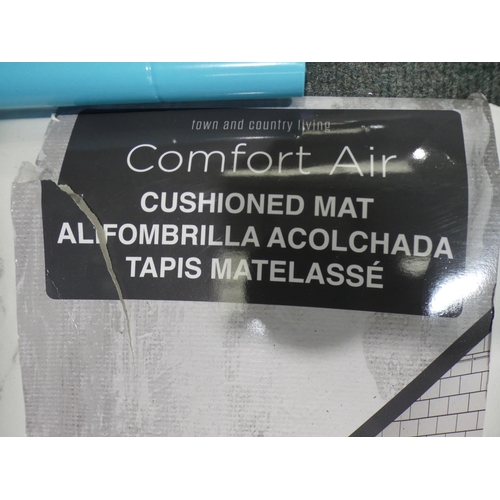 town and country living
Comfort Air
CUSHIONED MAT
ALFOMBRILLA ACOLCHADA
TAPIS MATELASSÉ